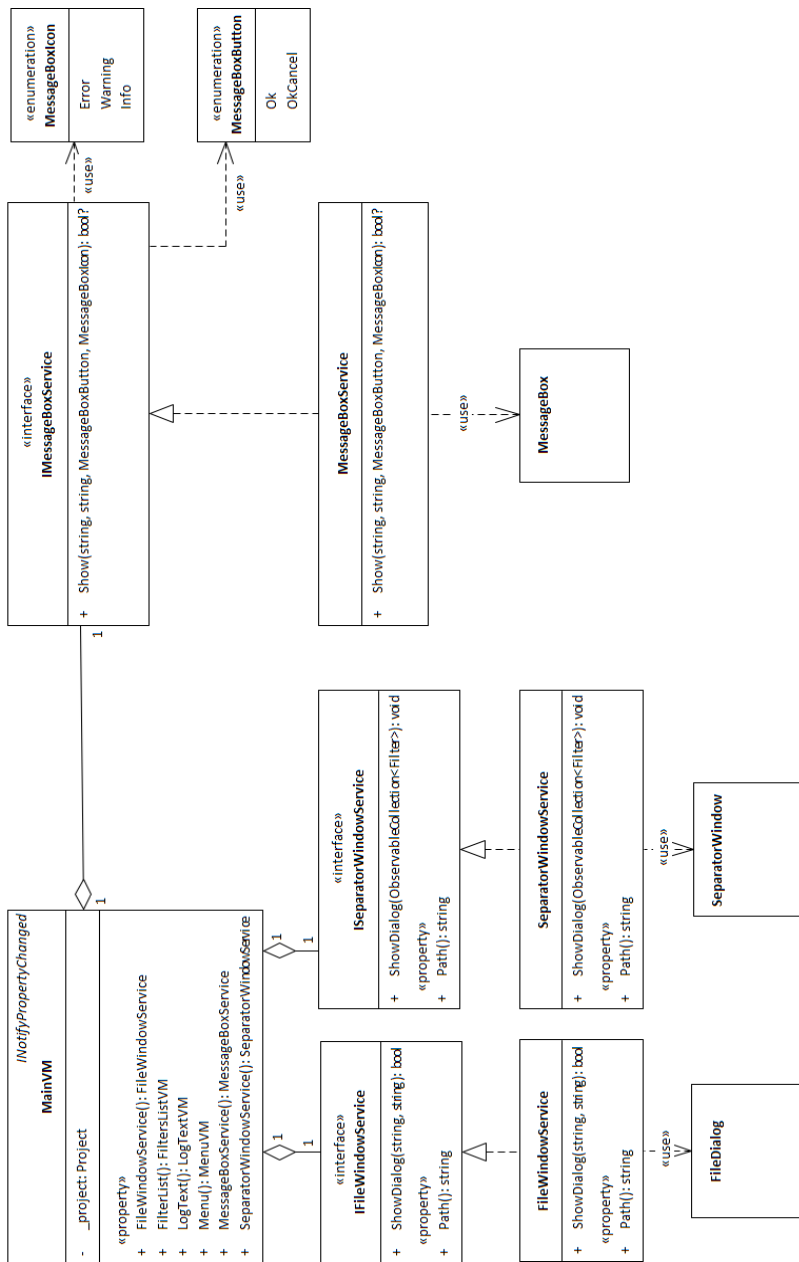 INotifyPropertyChanged
MainVM
- _project: Project
«property»
+ FileWindowService(): FileWindowService
+ FilterList(): FiltersListVM
+ LogText(): LogTextVM
+ Menu(): MenuVM
+ MessageBoxService(): MessageBoxService
+ SeparatorWindowService(): SeparatorWindowService
1
1
«interface»
IMessageBoxService
+ Show(string, string, MessageBoxButton, MessageBoxIcon): bool?
«use»
«enumeration»
MessageBoxIcon
Error
Warning
Info
«use»
«enumeration»
MessageBoxButton
Ok
OkCancel
1
1
«interface»
IFileWindowService
+ ShowDialog(string, string): bool
«property»
+ Path(): string
1
1
«interface»
ISeparatorWindowService
+ ShowDialog(ObservableCollection<Filter>): void
«property»
+ Path(): string
MessageBoxService
+ Show(string, string, MessageBoxButton, MessageBoxIcon): bool?
«use»
MessageBox
FileWindowService
+ ShowDialog(string, string): bool
«property»
+ Path(): string
«use»
FileDialog
SeparatorWindowService
+ ShowDialog(ObservableCollection<Filter>): void
«property»
+ Path(): string
«use»
SeparatorWindow